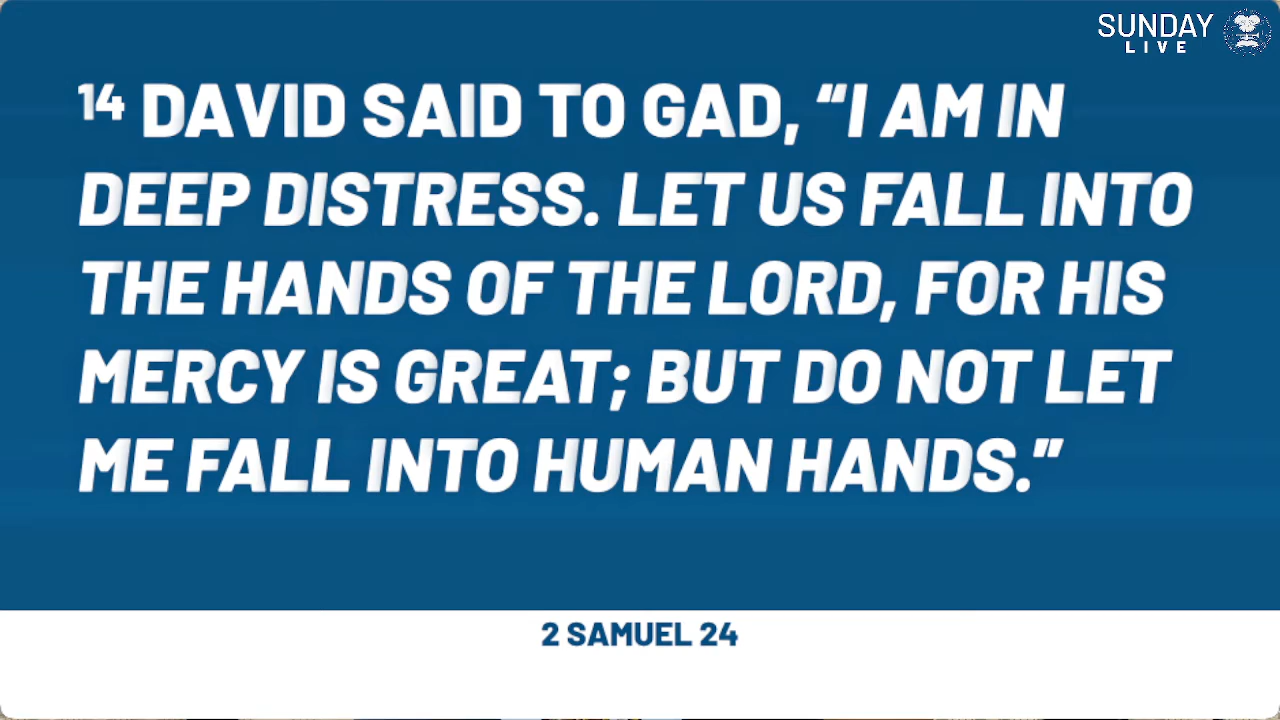 SUNDAY
LIVE
¹⁴ DAVID SAID TO GAD, “I AM IN
DEEP DISTRESS. LET US FALL INTO
THE HANDS OF THE LORD, FOR HIS
MERCY IS GREAT; BUT DO NOT LET
ME FALL INTO HUMAN HANDS.”
2 SAMUEL 24